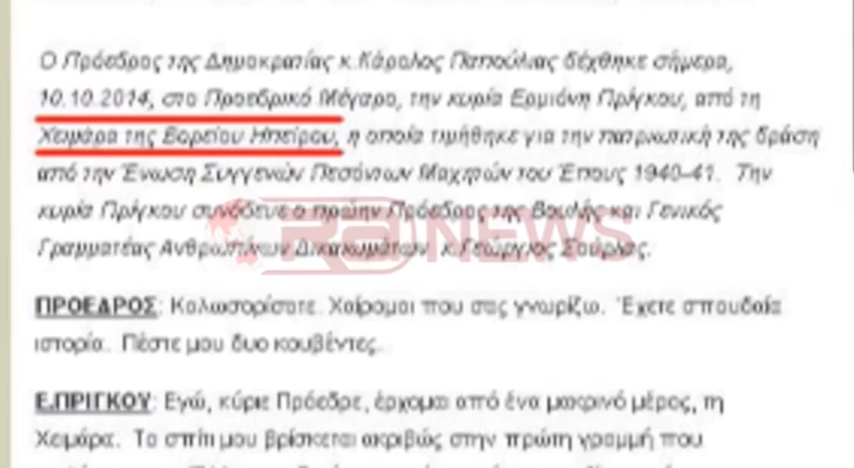 Ο Πρόεδρος της Δημοκρατίας κ.Κάρολος Παπούλιας δέχθηκε σήμερα,
10.10.2014, στο Προεδρικό Μέγαρο, την κυρία Ερμιόνη Πρίγκου, από τη
Χειμάρα της Βορείου Ηπείρου, η οποία τιμήθηκε για την πατριωτική της δράση
από την Ένωση Συγγενών Πεσόντων Μαχητών του Έπους 1940-41. Την
κυρία Πρίγκου συνόδευε ο πρώην Πρόεδρος της Βουλής και Γενικός
Γραμματέας Ανθρωπίνων Δικαιωμάτων κ.Γεώργιος Σούρλας.
Ra NEWS
ΠΡΟΕΔΡΟΣ: Καλωσορίσατε. Χαίρομαι που σας γνωρίζω. Έχετε σπουδαία
ιστορία. Πέστε μου δυο κουβέντες.
Ε.ΠΡΙΓΚΟΥ: Εγώ, κύριε Πρόεδρε, έρχομαι από ένα μακρινό μέρος, τη
Χειμάρα. Το σπίτι μου βρίσκεται ακριβώς στην πρώτη γραμμή που